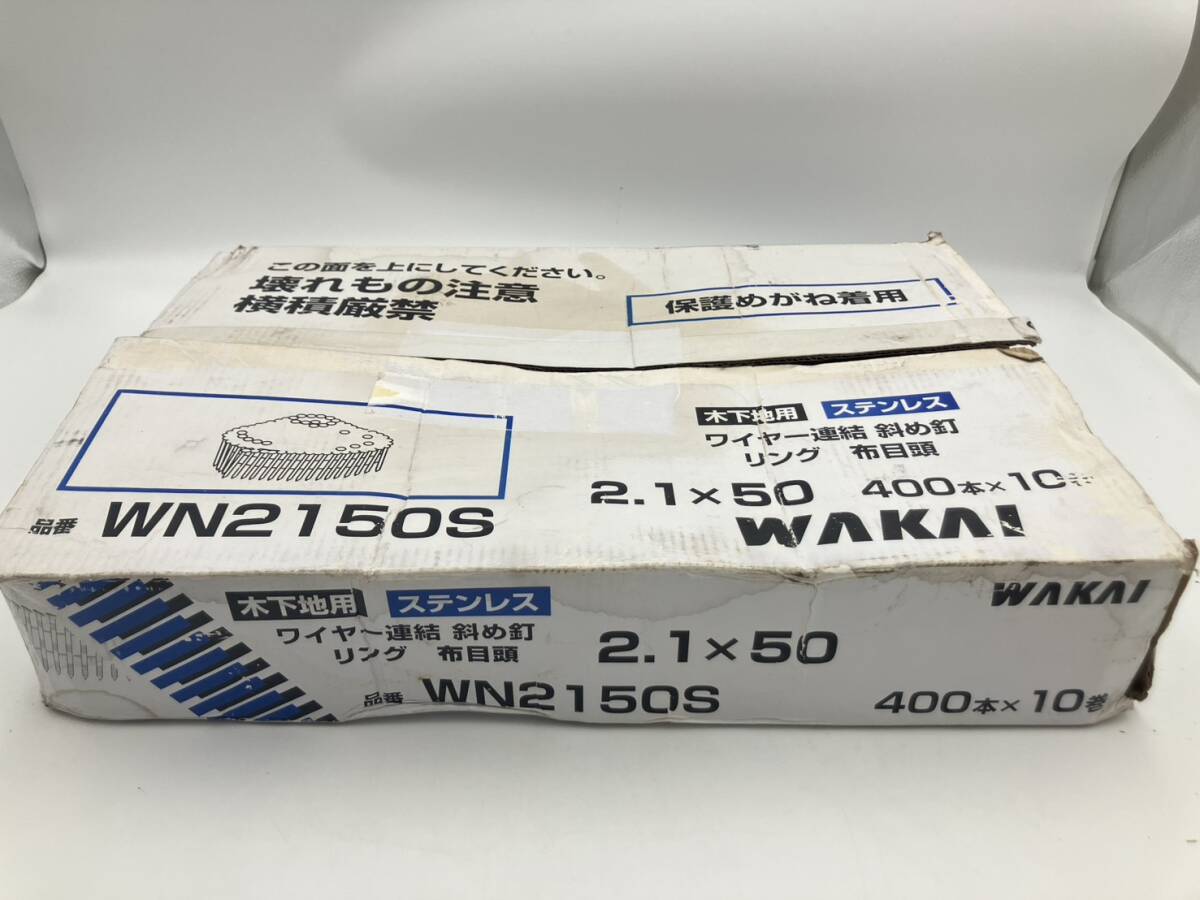 この面を上にしてください。
壊れもの注意
横積厳禁
保護めがね着用
木下地用 ステンレス
ワイヤー連結 斜め釘
リング 布目頭
2.1×50 400本×10
WAKAI
品番 WN2150S
WAKAI
木下地用 ステンレス
ワイヤー連結 斜め釘
リング 布目頭
2.1×50
品番 WN2150S
400本×10巻